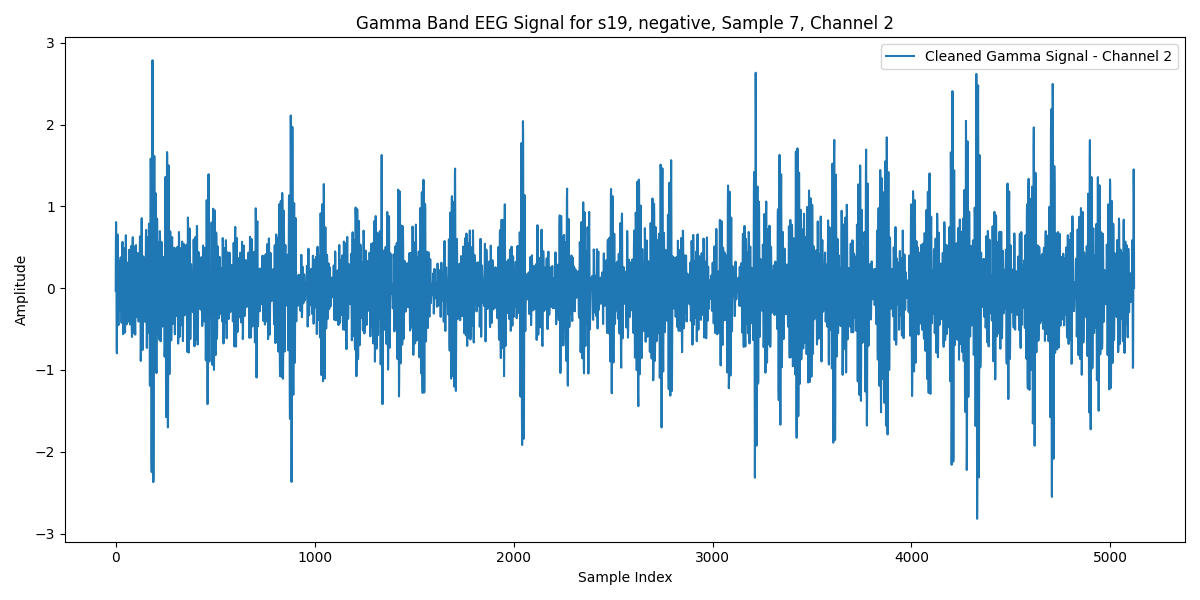 Gamma Band EEG Signal for s19, negative, Sample 7, Channel 2
Cleaned Gamma Signal - Channel 2
3
2
1
0
−1
−2
−3
Amplitude
0 1000 2000 3000 4000 5000
Sample Index